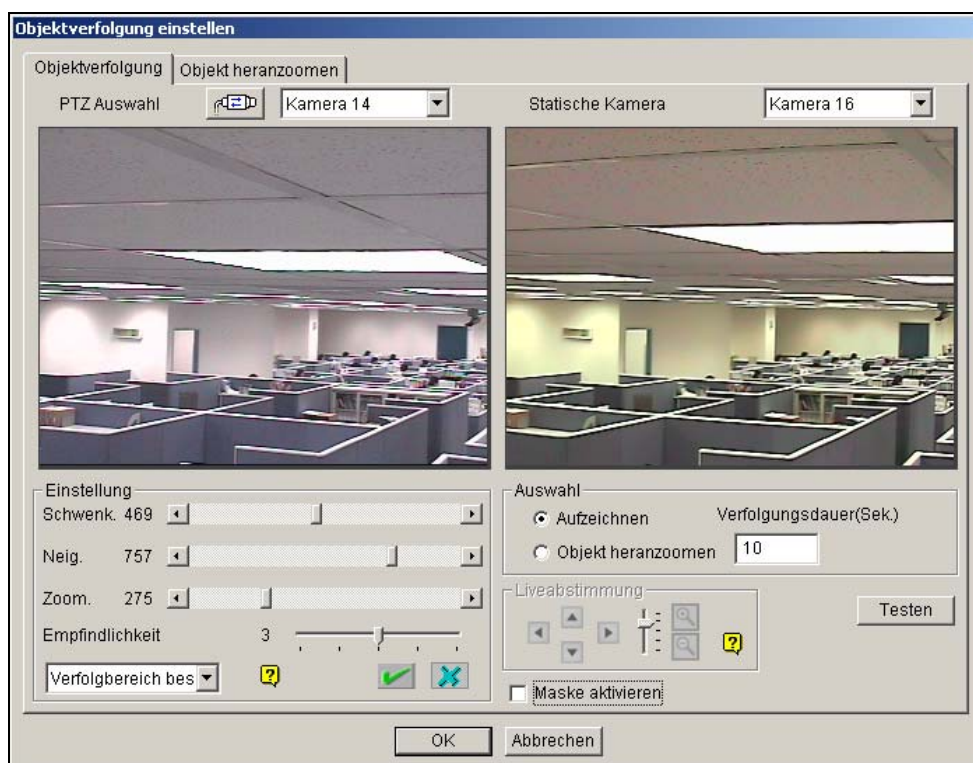 Objektverfolgung einstellen
Objektverfolgung
Objekt heranzoomen
PTZ Auswahl
Kamera 14
Statische Kamera
Kamera 16
Einstellung
Schwenk. 469
Neig. 757
Zoom. 275
Empfindlichkeit 3
Verfolgbereich bes
?
Auswahl
Aufzeichnen
Verfolgungsdauer(Sek.)
Objekt heranzoomen
10
Liveabstimmung
?
Testen
Maske aktivieren
OK
Abbrechen